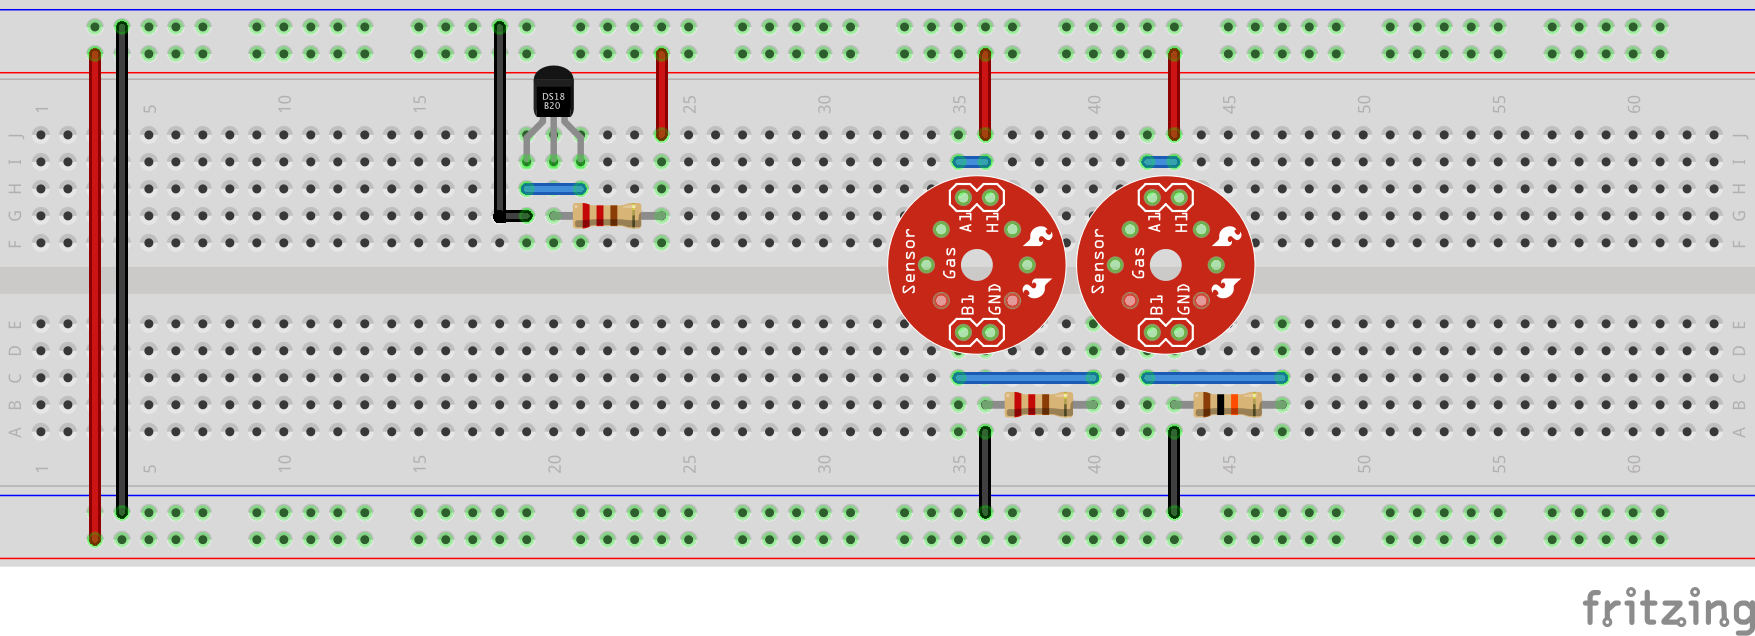 1 5 10 15 20 25 30 35 40 45 50 55 60
DS18
B20
J J
I I
H H
G G
F F
A1 H1
Sensor
Gas
B1 GND
A1 H1
Sensor
Gas
B1 GND
E E
D D
C C
B B
A A
1 5 10 15 20 25 30 35 40 45 50 55 60
fritzing